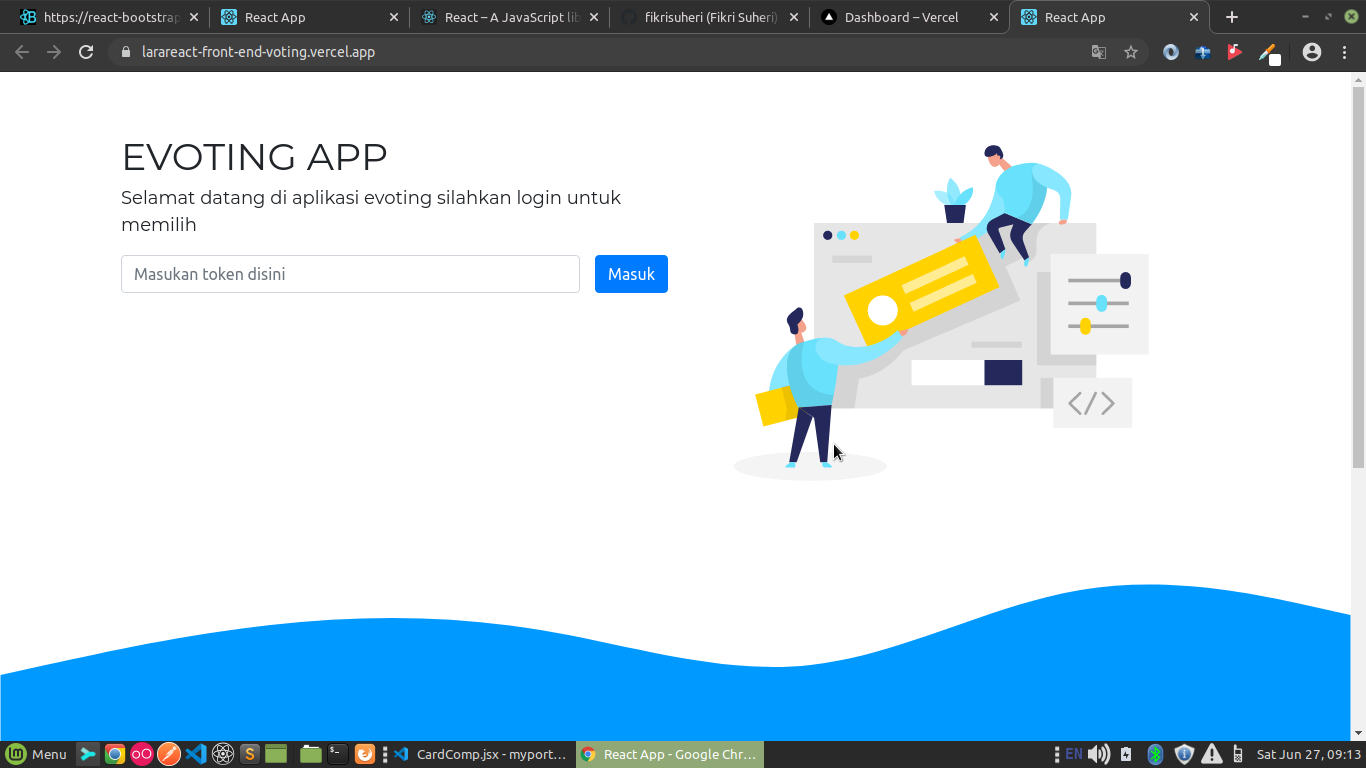 https://react-bootstrap
React App
React – A JavaScript lib
fikrisuheri (Fikri Suheri)
Dashboard – Vercel
React App
larareact-front-end-voting.vercel.app
EVOTING APP
Selamat datang di aplikasi evoting silahkan login untuk
memilih
Masukan token disini
Masuk
</>
Menu
CardComp.jsx - myport...
React App - Google Chr...
EN
Sat Jun 27, 09:13